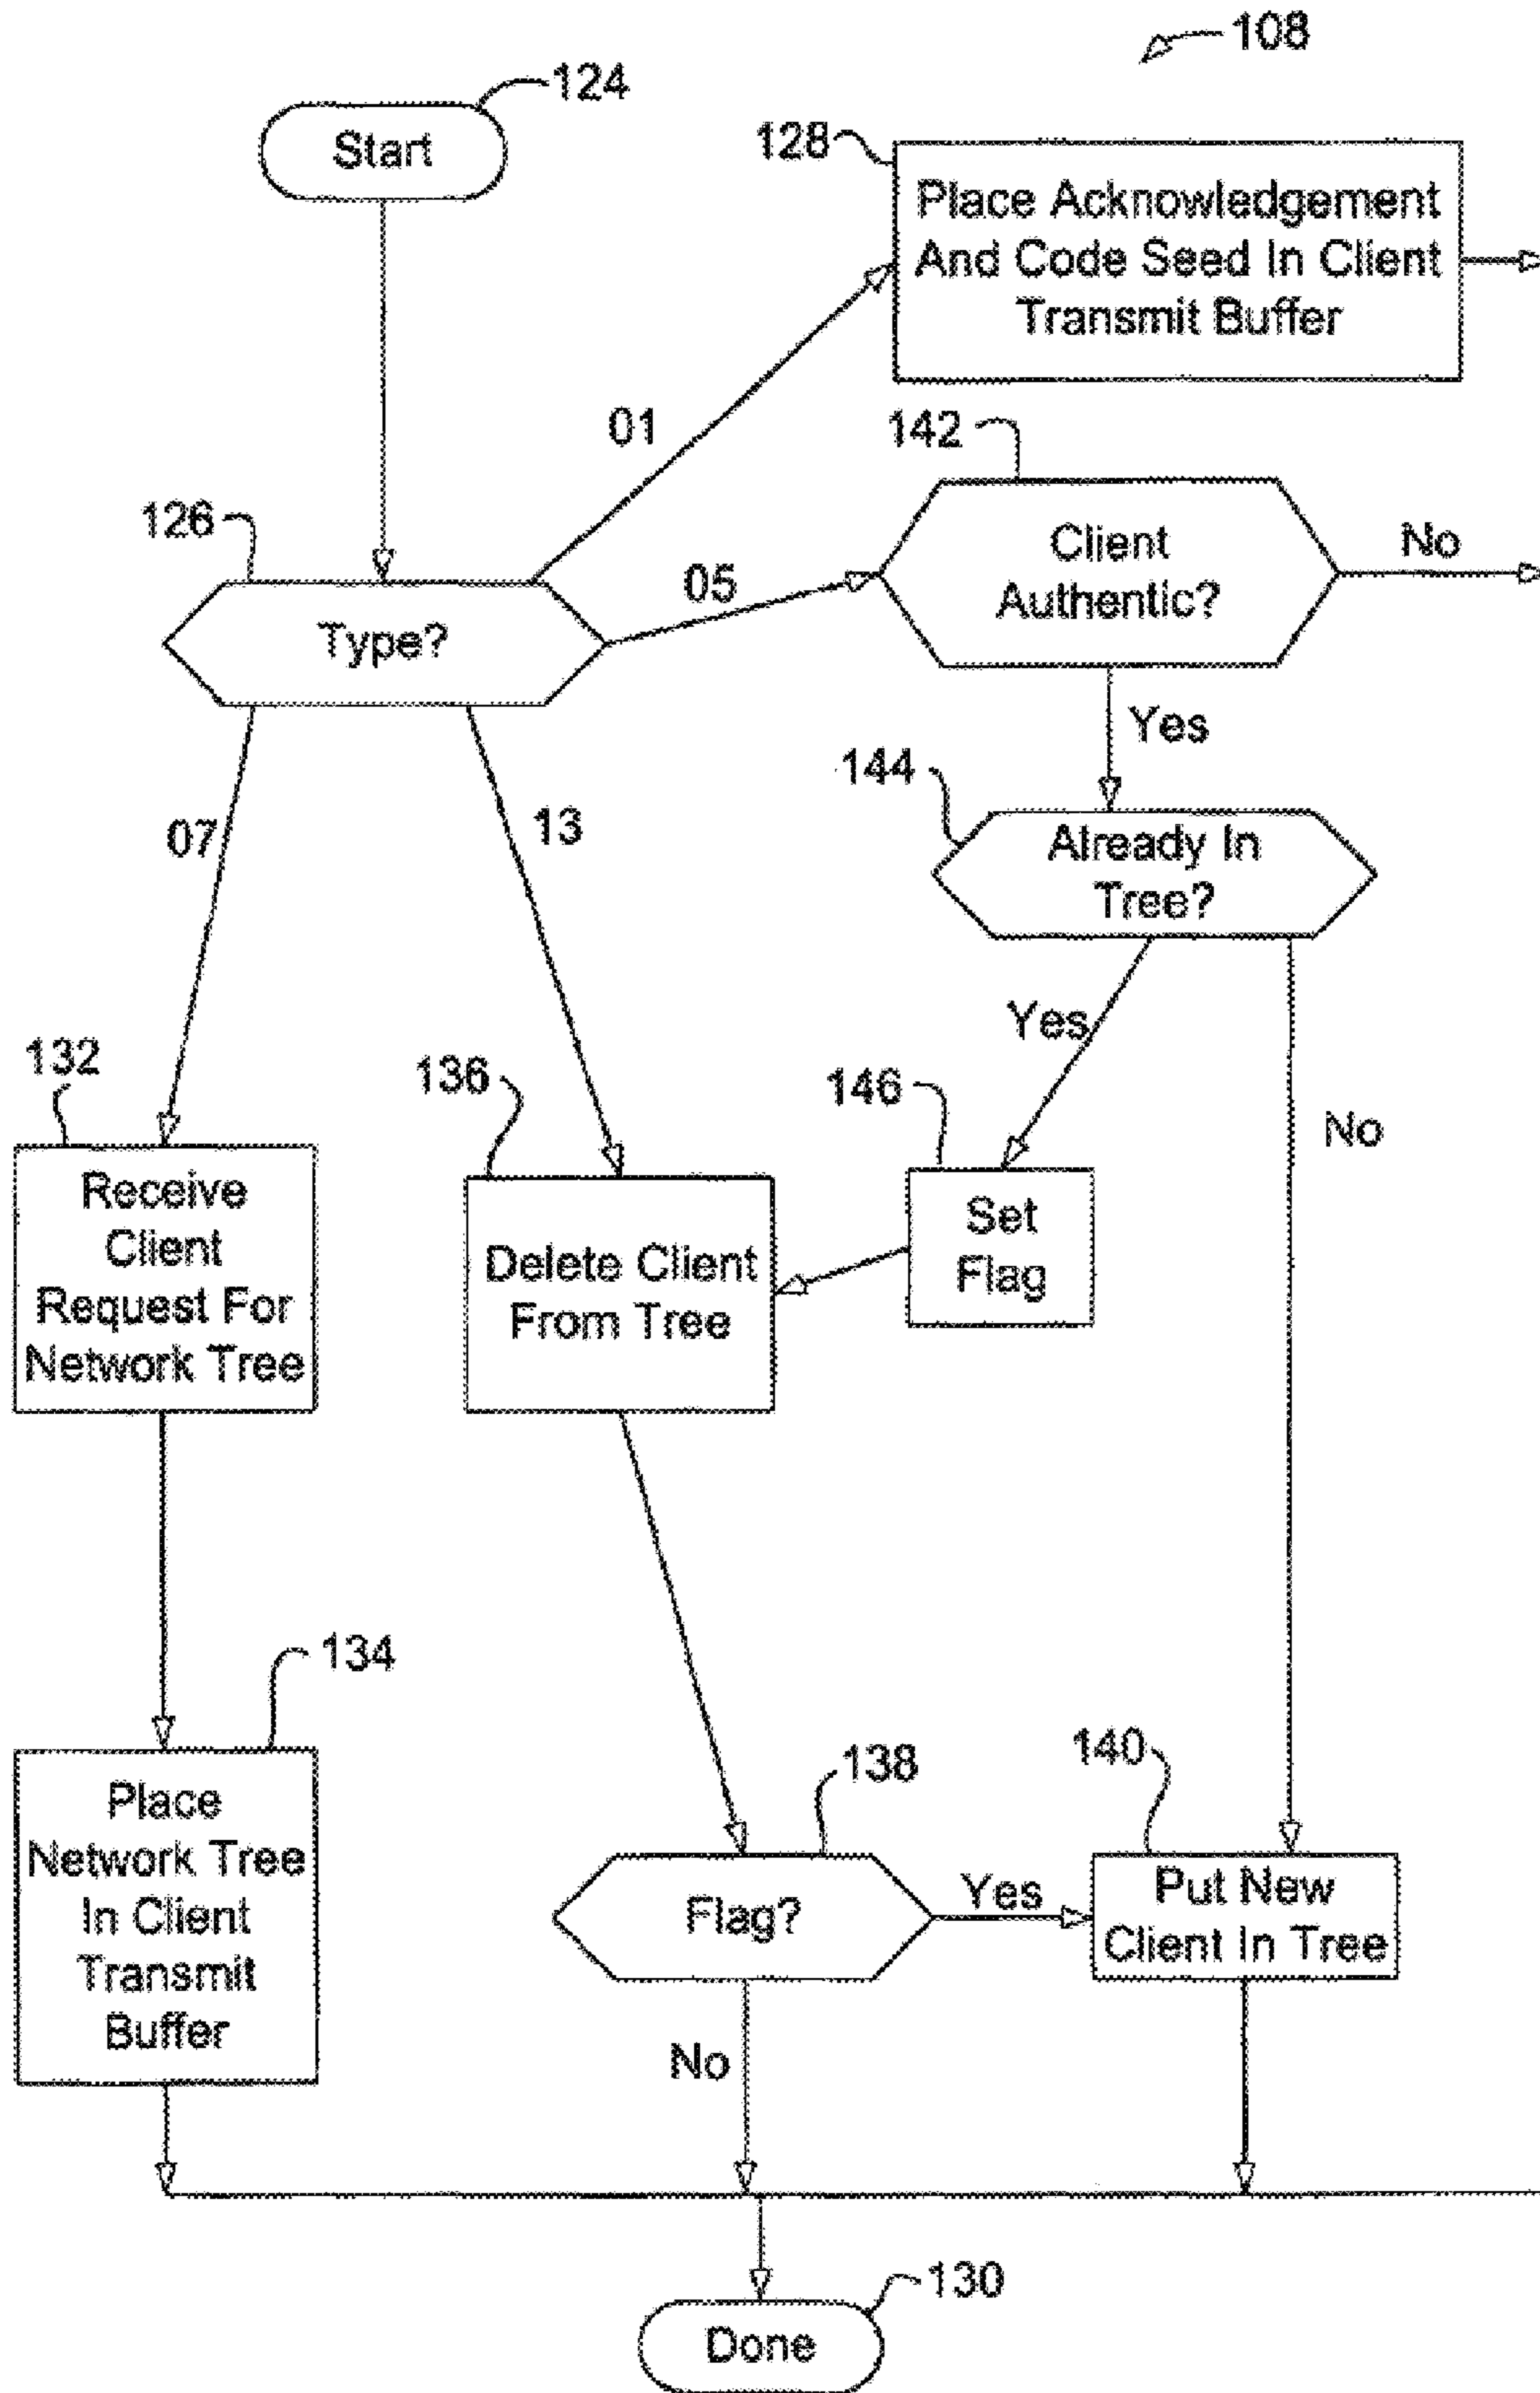 108
124
Start
128
Place Acknowledgement
And Code Seed In Client
Transmit Buffer
01
142
126
Type?
05
Client
Authentic?
No
Yes
144
Already In
Tree?
07
13
Yes
No
132
Receive
Client
Request For
Network Tree
136
Delete Client
From Tree
146
Set
Flag
134
Place
Network Tree
In Client
Transmit
Buffer
138
Flag?
Yes
No
140
Put New
Client In Tree
130
Done